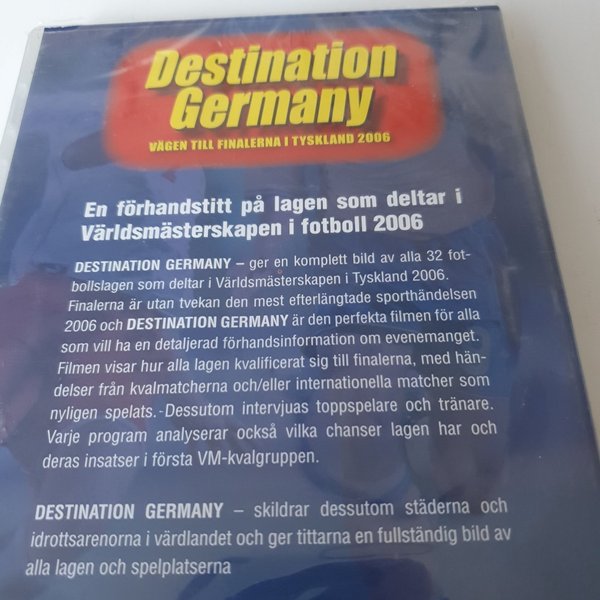 Destination
Germany
VÄGEN TILL FINALERNA I TYSKLAND 2006
En förhandstitt på lagen som deltar i
Världsmästerskapen i fotboll 2006
DESTINATION GERMANY – ger en komplett bild av alla 32 fot-
bollslagen som deltar i Världsmästerskapen i Tyskland 2006.
Finalerna är utan tvekan den mest efterlängtade sporthändelsen
2006 och DESTINATION GERMANY är den perfekta filmen för alla
som vill ha en detaljerad förhandsinformation om evenemanget.
Filmen visar hur alla lagen kvalificerat sig till finalerna, med hän-
delser från kvalmatcherna och/eller internationella matcher som
nyligen spelats. Dessutom intervjuas toppspelare och tränare.
Varje program analyserar också vilka chanser lagen har och
deras insatser i första VM-kvalgruppen.
DESTINATION GERMANY – skildrar dessutom städerna och
idrottsarenorna i värdlandet och ger tittarna en fullständig bild av
alla lagen och spelplatserna